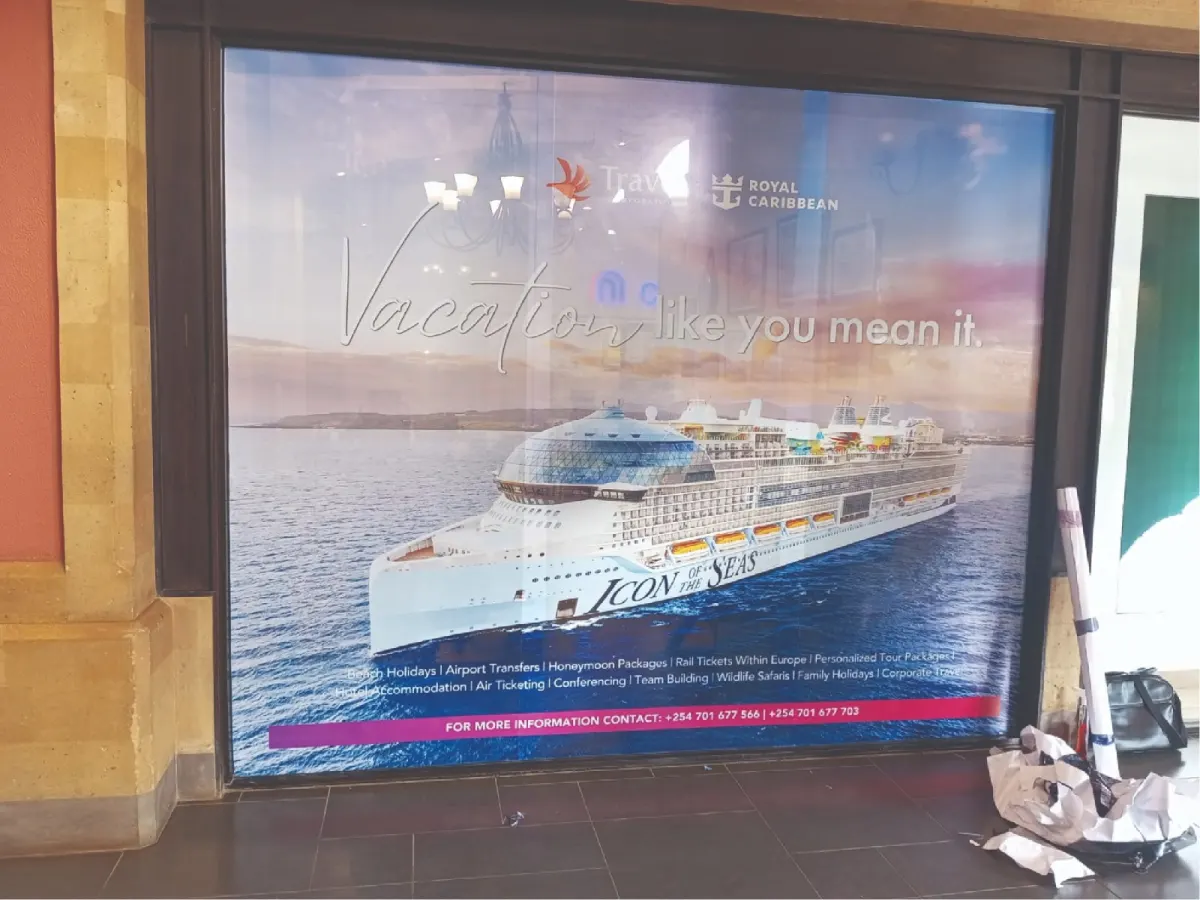 ROYAL
CARIBBEAN
Vacation like you mean it.
ICON OF THE SEAS
Beach Holidays | Airport Transfers | Honeymoon Packages | Rail Tickets Within Europe | Personalized Tour Packages |
Hotel Accommodation | Air Ticketing | Conferencing | Team Building | Wildlife Safaris | Family Holidays | Corporate Travel
FOR MORE INFORMATION CONTACT: +254 701 677 566 | +254 701 677 703